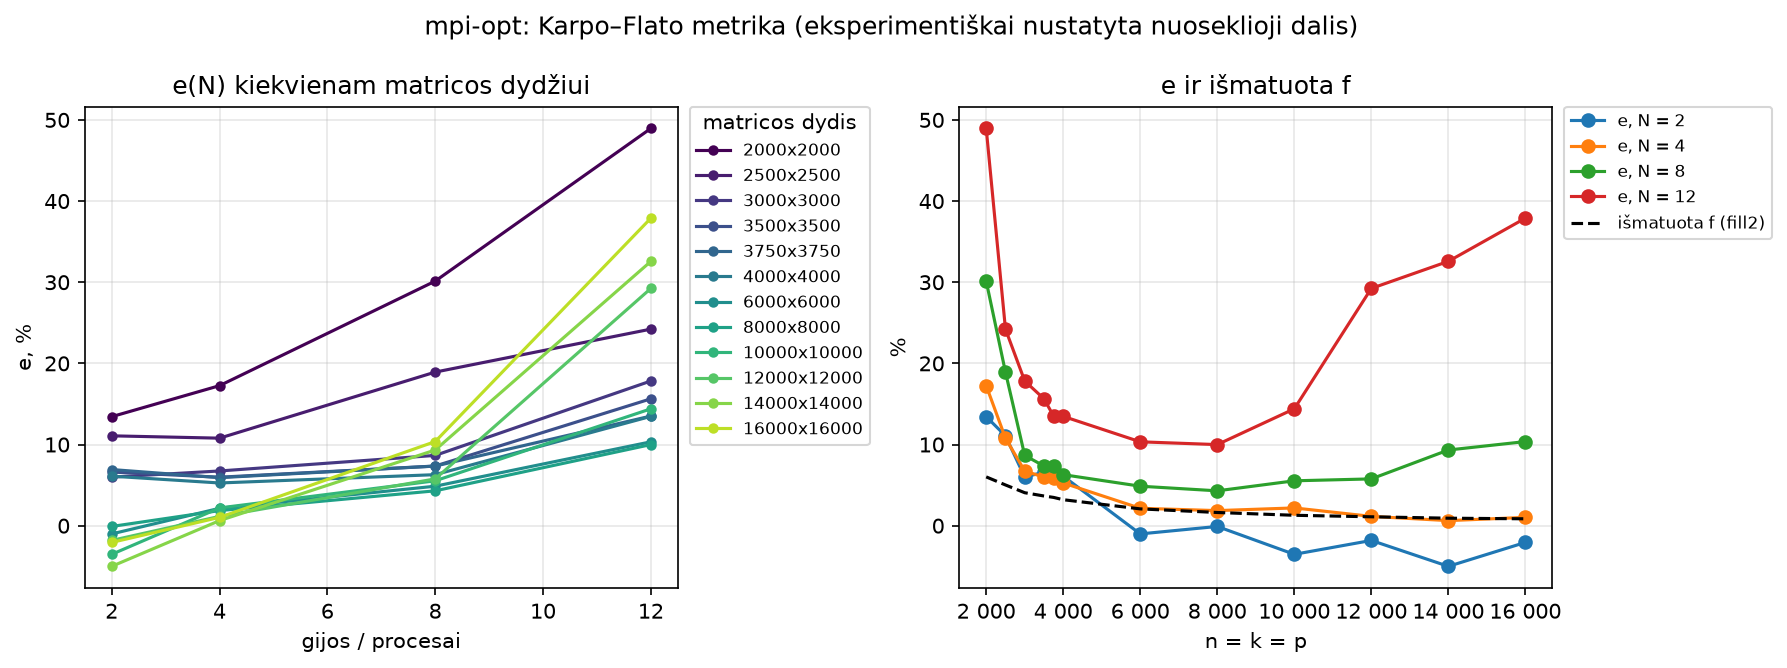 mpi-opt: Karpo–Flato metrika (eksperimentiškai nustatyta nuoseklioji dalis)
e(N) kiekvienam matricos dydžiui
e, %
50
40
30
20
10
0
2
4
6
8
10
12
gijos / procesai
matricos dydis
2000x2000
2500x2500
3000x3000
3500x3500
3750x3750
4000x4000
6000x6000
8000x8000
10000x10000
12000x12000
14000x14000
16000x16000
e ir išmatuota f
%
50
40
30
20
10
0
2 000
4 000
6 000
8 000
10 000
12 000
14 000
16 000
n = k = p
e, N = 2
e, N = 4
e, N = 8
e, N = 12
išmatuota f (fill2)